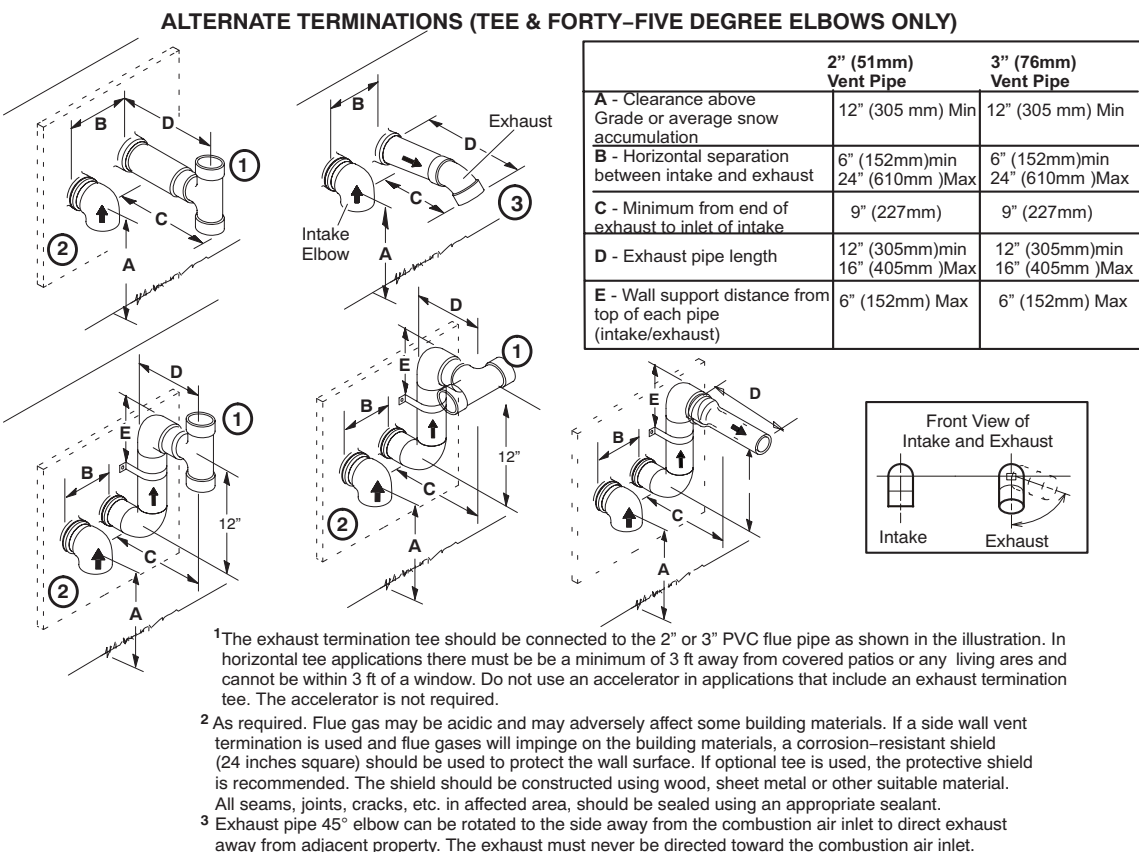 ALTERNATE TERMINATIONS (TEE & FORTY−FIVE DEGREE ELBOWS ONLY)
B
D
1
2
C
A
B
D
Exhaust
C
3
Intake
Elbow
A
2” (51mm)
Vent Pipe
3” (76mm)
Vent Pipe
A - Clearance above
Grade or average snow
accumulation
12” (305 mm) Min
12” (305 mm) Min
B - Horizontal separation
between intake and exhaust
6” (152mm)min
24” (610mm )Max
6” (152mm)min
24” (610mm )Max
C - Minimum from end of
exhaust to inlet of intake
9” (227mm)
9” (227mm)
D - Exhaust pipe length
12” (305mm)min
16” (405mm )Max
12” (305mm)min
16” (405mm )Max
E - Wall support distance from
top of each pipe
(intake/exhaust)
6” (152mm) Max
6” (152mm) Max
D
1
E
B
12”
C
2
A
D
1
E
B
12”
C
2
A
E
D
B
C
A
Front View of
Intake and Exhaust
Intake
Exhaust
1The exhaust termination tee should be connected to the 2” or 3” PVC flue pipe as shown in the illustration. In
horizontal tee applications there must be be a minimum of 3 ft away from covered patios or any living ares and
cannot be within 3 ft of a window. Do not use an accelerator in applications that include an exhaust termination
tee. The accelerator is not required.
2 As required. Flue gas may be acidic and may adversely affect some building materials. If a side wall vent
termination is used and flue gases will impinge on the building materials, a corrosion−resistant shield
(24 inches square) should be used to protect the wall surface. If optional tee is used, the protective shield
is recommended. The shield should be constructed using wood, sheet metal or other suitable material.
All seams, joints, cracks, etc. in affected area, should be sealed using an appropriate sealant.
3 Exhaust pipe 45° elbow can be rotated to the side away from the combustion air inlet to direct exhaust
away from adjacent property. The exhaust must never be directed toward the combustion air inlet.